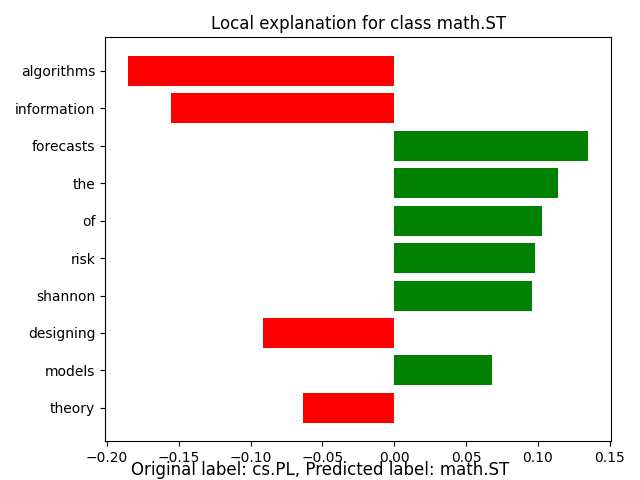 Local explanation for class math.ST
algorithms
information
forecasts
the
of
risk
shannon
designing
models
theory
−0.20 −0.15 −0.10 −0.05 0.00 0.05 0.10 0.15
Original label: cs.PL, Predicted label: math.ST